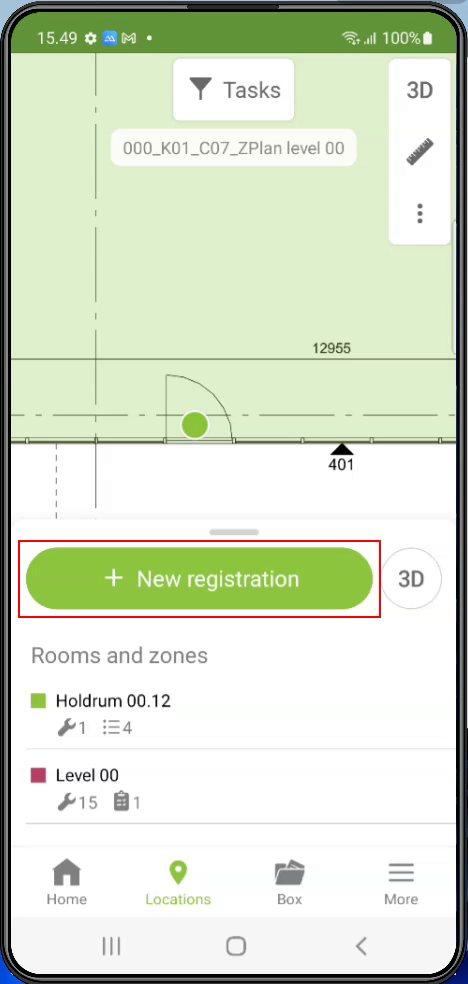 15.49 100%
Tasks
3D
000_K01_C07_ZPlan level 00
12955
401
+ New registration
3D
Rooms and zones
Holdrum 00.12
1 4
Level 00
15 1
Home Locations Box More